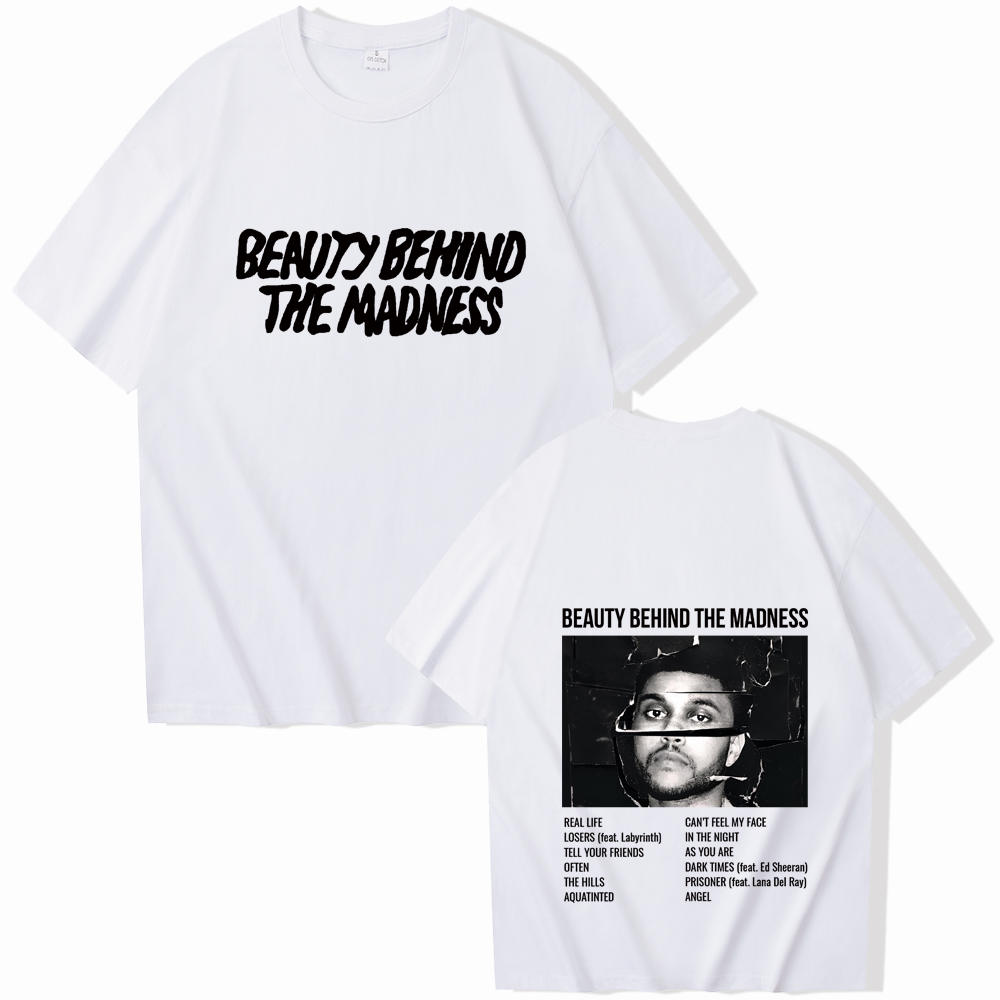 BEAUTY BEHIND
THE MADNESS
BEAUTY BEHIND THE MADNESS
REAL LIFE
LOSERS (feat. Labyrinth)
TELL YOUR FRIENDS
OFTEN
THE HILLS
AQUATINTED
CAN'T FEEL MY FACE
IN THE NIGHT
AS YOU ARE
DARK TIMES (feat. Ed Sheeran)
PRISONER (feat. Lana Del Ray)
ANGEL